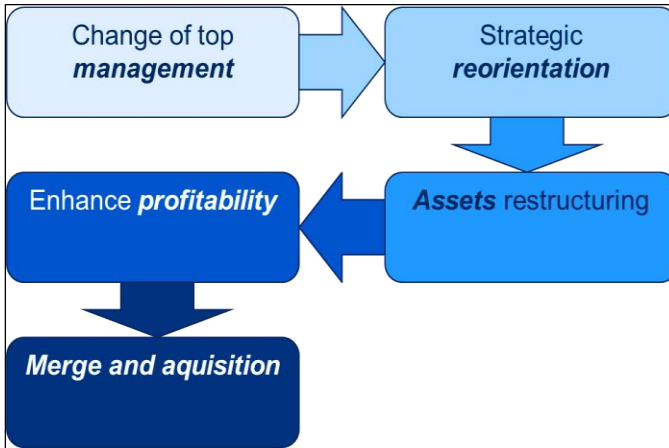 Change of top
management
Strategic
reorientation
Enhance profitability
Assets restructuring
Merge and aquisition